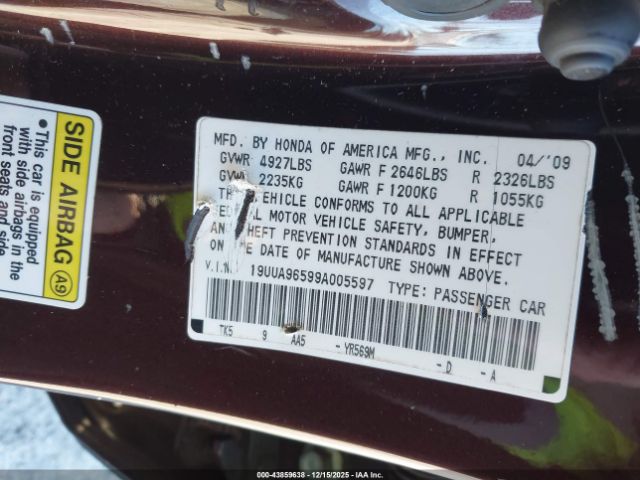 SIDE AIRBAG A9
• This car is equipped
with side airbags in the
front seats and side
MFD. BY HONDA OF AMERICA MFG., INC. 04/'09
GVWR 4927LBS GAWR F 2646LBS R 2326LBS
2235KG GAWR F 1200KG R 1055KG
VEHICLE CONFORMS TO ALL APPLICABLE
MOTOR VEHICLE SAFETY, BUMPER,
THEFT PREVENTION STANDARDS IN EFFECT
ON THE DATE OF MANUFACTURE SHOWN ABOVE.
V.I.N. 19UUA96599A005597 TYPE: PASSENGER CAR
TK5 9 AA5 - YR569M - D - A
000-43859638 - 12/15/2025 - IAA Inc.